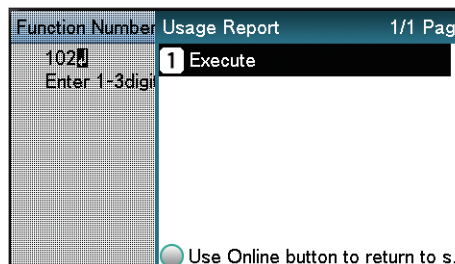 Function Number
Usage Report 1/1 Pag
102
1 Execute
Enter 1-3digi
Use Online button to return to s.